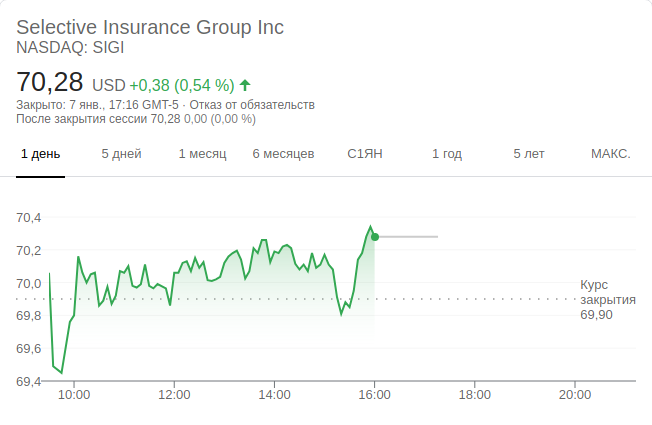 Selective Insurance Group Inc
NASDAQ: SIGI
70,28 USD +0,38 (0,54 %)
Закрыто: 7 янв., 17:16 GMT-5 · Отказ от обязательств
После закрытия сессии 70,28 0,00 (0,00 %)
1 день 5 дней 1 месяц 6 месяцев С1ЯН 1 год 5 лет МАКС.
70,4
70,2
70,0
69,8
69,6
69,4
Курс
закрытия
69,90
10:00 12:00 14:00 16:00 18:00 20:00